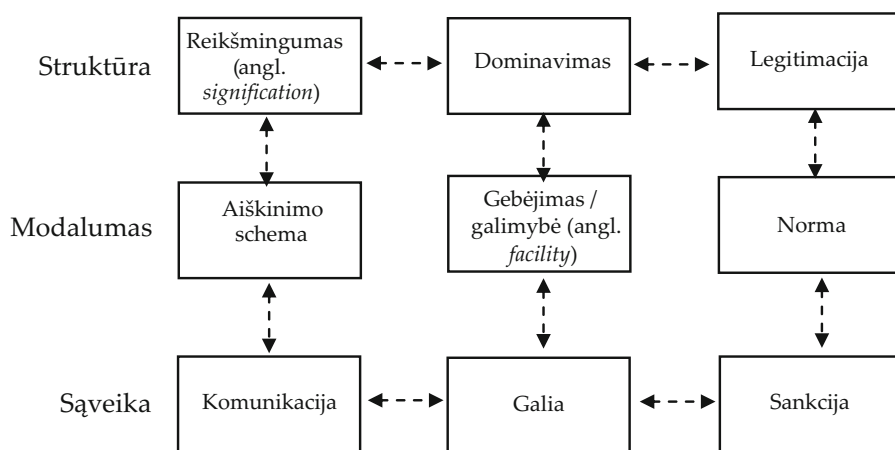 Struktūra
Reikšmingumas
(angl.
signification)
Dominavimas
Legitimacija
Modalumas
Aiškinimo
schema
Gebėjimas /
galimybė (angl.
facility)
Norma
Sąveika
Komunikacija
Galia
Sankcija